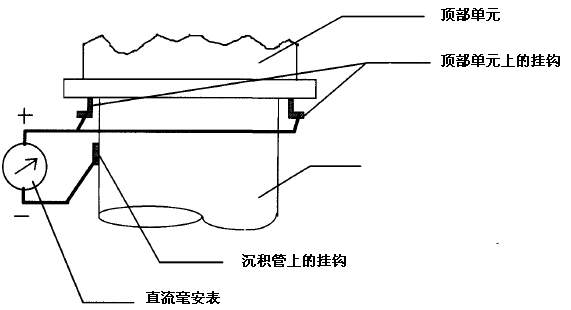 顶部单元
顶部单元上的挂钩
+
−
沉积管上的挂钩
直流毫安表